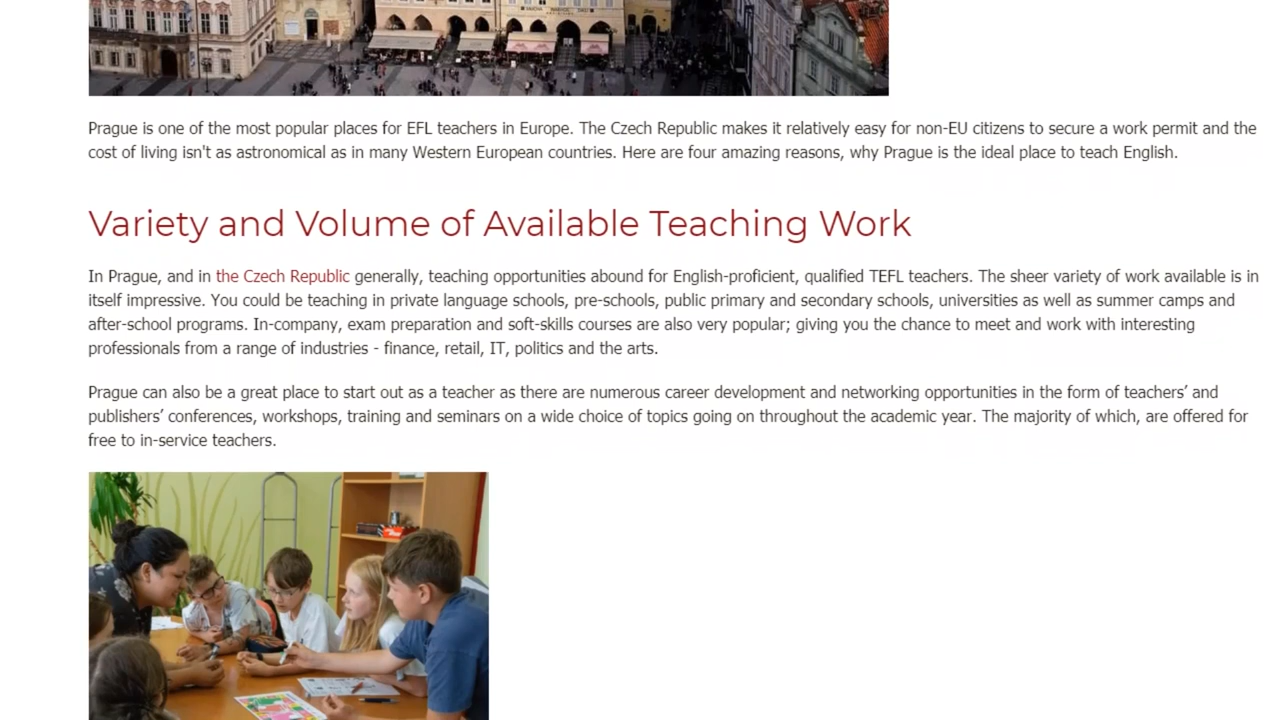 Prague is one of the most popular places for EFL teachers in Europe. The Czech Republic makes it relatively easy for non-EU citizens to secure a work permit and the
cost of living isn't as astronomical as in many Western European countries. Here are four amazing reasons, why Prague is the ideal place to teach English.
Variety and Volume of Available Teaching Work
In Prague, and in the Czech Republic generally, teaching opportunities abound for English-proficient, qualified TEFL teachers. The sheer variety of work available is in
itself impressive. You could be teaching in private language schools, pre-schools, public primary and secondary schools, universities as well as summer camps and
after-school programs. In-company, exam preparation and soft-skills courses are also very popular; giving you the chance to meet and work with interesting
professionals from a range of industries - finance, retail, IT, politics and the arts.
Prague can also be a great place to start out as a teacher as there are numerous career development and networking opportunities in the form of teachers’ and
publishers’ conferences, workshops, training and seminars on a wide choice of topics going on throughout the academic year. The majority of which, are offered for
free to in-service teachers.